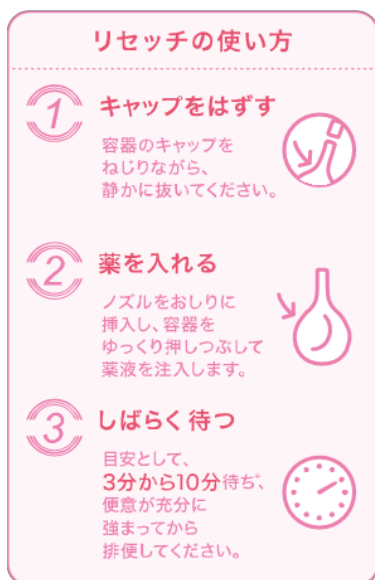 リセッチの使い方
1 キャップをはずす
容器のキャップを
ねじりながら、
静かに抜いてください。
2 薬を入れる
ノズルをおしりに
挿入し、容器を
ゆっくり押しつぶして
薬液を注入します。
3 しばらく待つ
目安として、
3分から10分待ち*、
便意が充分に
強まってから
排便してください。